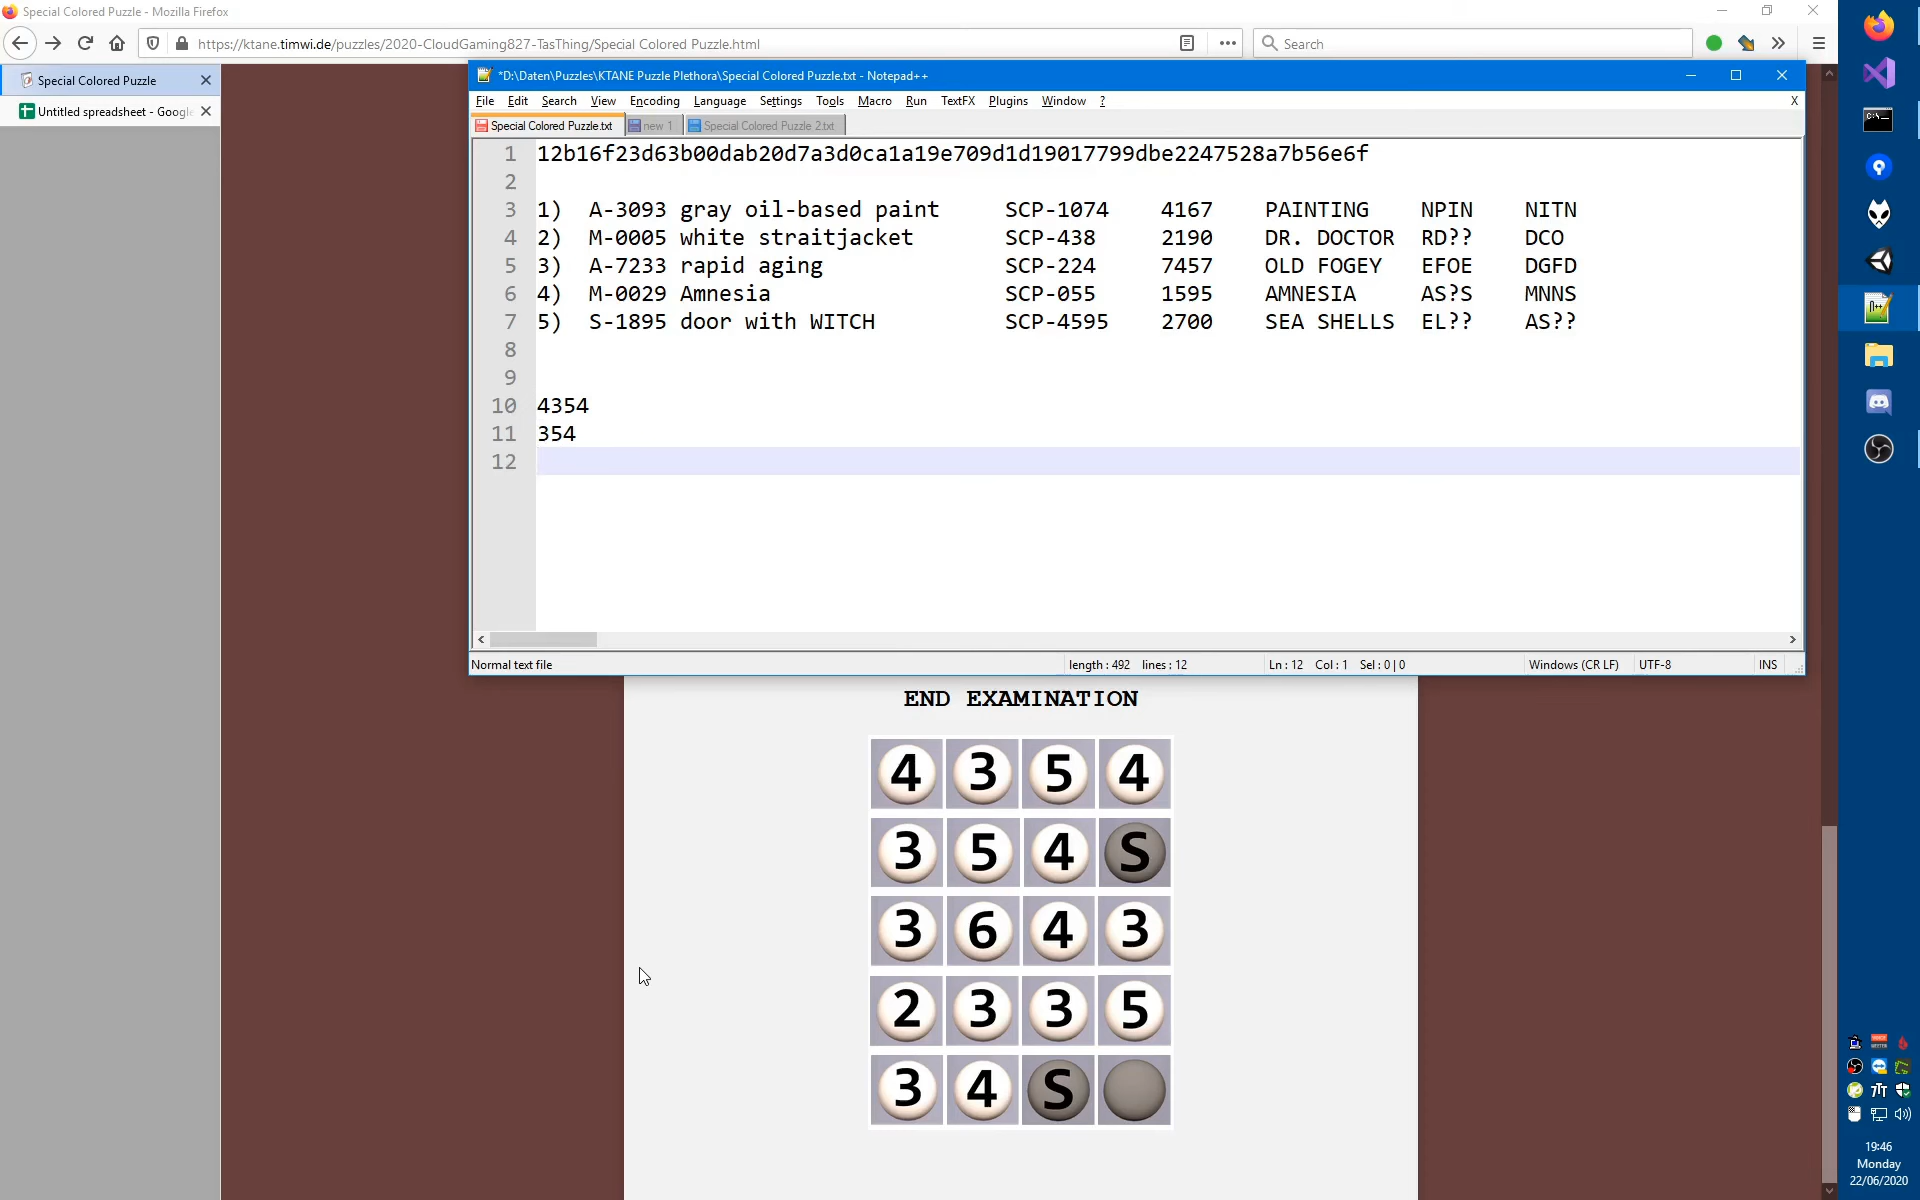 Special Colored Puzzle - Mozilla Firefox
https://ktane.timwi.de/puzzles/2020-CloudGaming827-TasThing/Special Colored Puzzle.html
Search
Special Colored Puzzle
Untitled spreadsheet - Google
*D:\Daten\Puzzles\KTANE Puzzle Plethora\Special Colored Puzzle.txt - Notepad++
File Edit Search View Encoding Language Settings Tools Macro Run TextFX Plugins Window ? X
Special Colored Puzzle.txt new 1 Special Colored Puzzle 2.txt
1 12b16f23d63b00dab20d7a3d0ca1a19e709d1d19017799dbe2247528a7b56e6f
2
3 1) A-3093 gray oil-based paint SCP-1074 4167 PAINTING NPIN NITN
4 2) M-0005 white straitjacket SCP-438 2190 DR. DOCTOR RD?? DCO
5 3) A-7233 rapid aging SCP-224 7457 OLD FOGEY EFOE DGFD
6 4) M-0029 Amnesia SCP-055 1595 AMNESIA AS?S MNNS
7 5) S-1895 door with WITCH SCP-4595 2700 SEA SHELLS EL?? AS??
8
9
10 4354
11 354
12
Normal text file length : 492 lines : 12 Ln : 12 Col : 1 Sel : 0 | 0 Windows (CR LF) UTF-8 INS
END EXAMINATION
4 3 5 4
3 5 4 S
3 6 4 3
2 3 3 5
3 4 S
19:46
Monday
22/06/2020